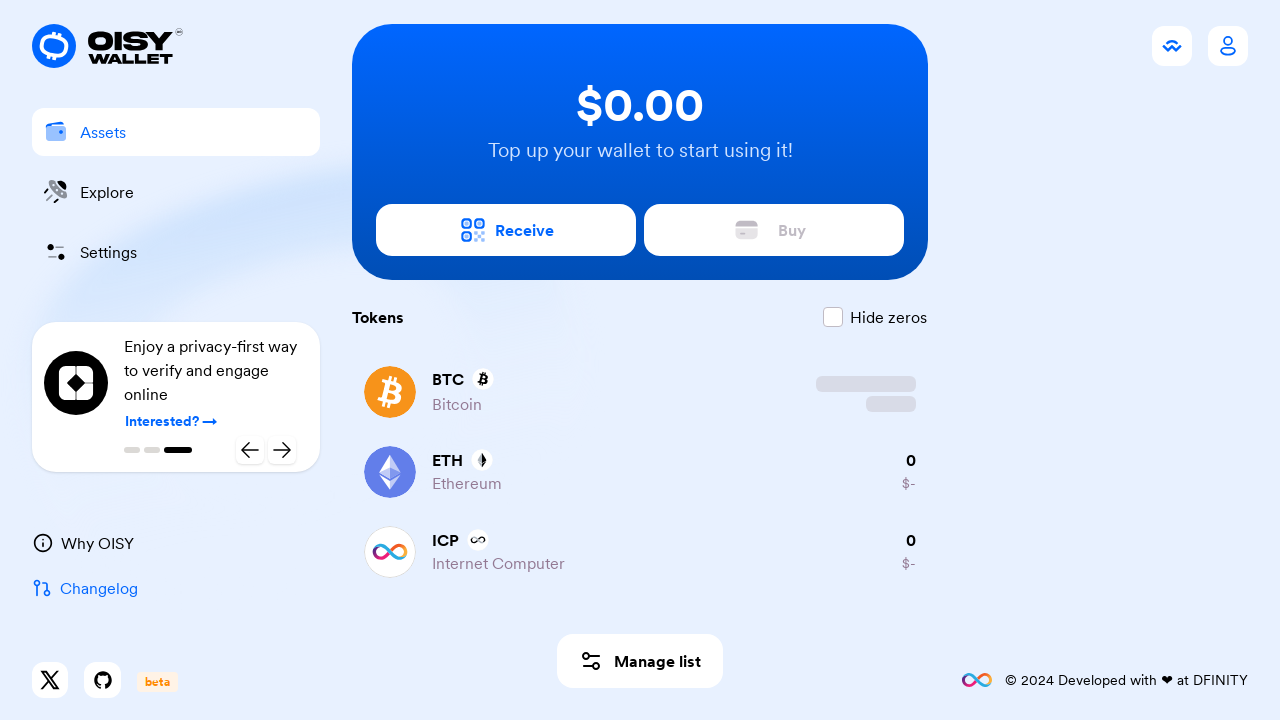 OISY
WALLET
Assets
Explore
Settings
Enjoy a privacy-first way
to verify and engage
online
Interested?
Why OISY
Changelog
beta
$0.00
Top up your wallet to start using it!
Receive
Buy
Tokens
Hide zeros
BTC
Bitcoin
ETH
0
Ethereum
$-
ICP
0
Internet Computer
$-
Manage list
© 2024 Developed with ❤ at DFINITY